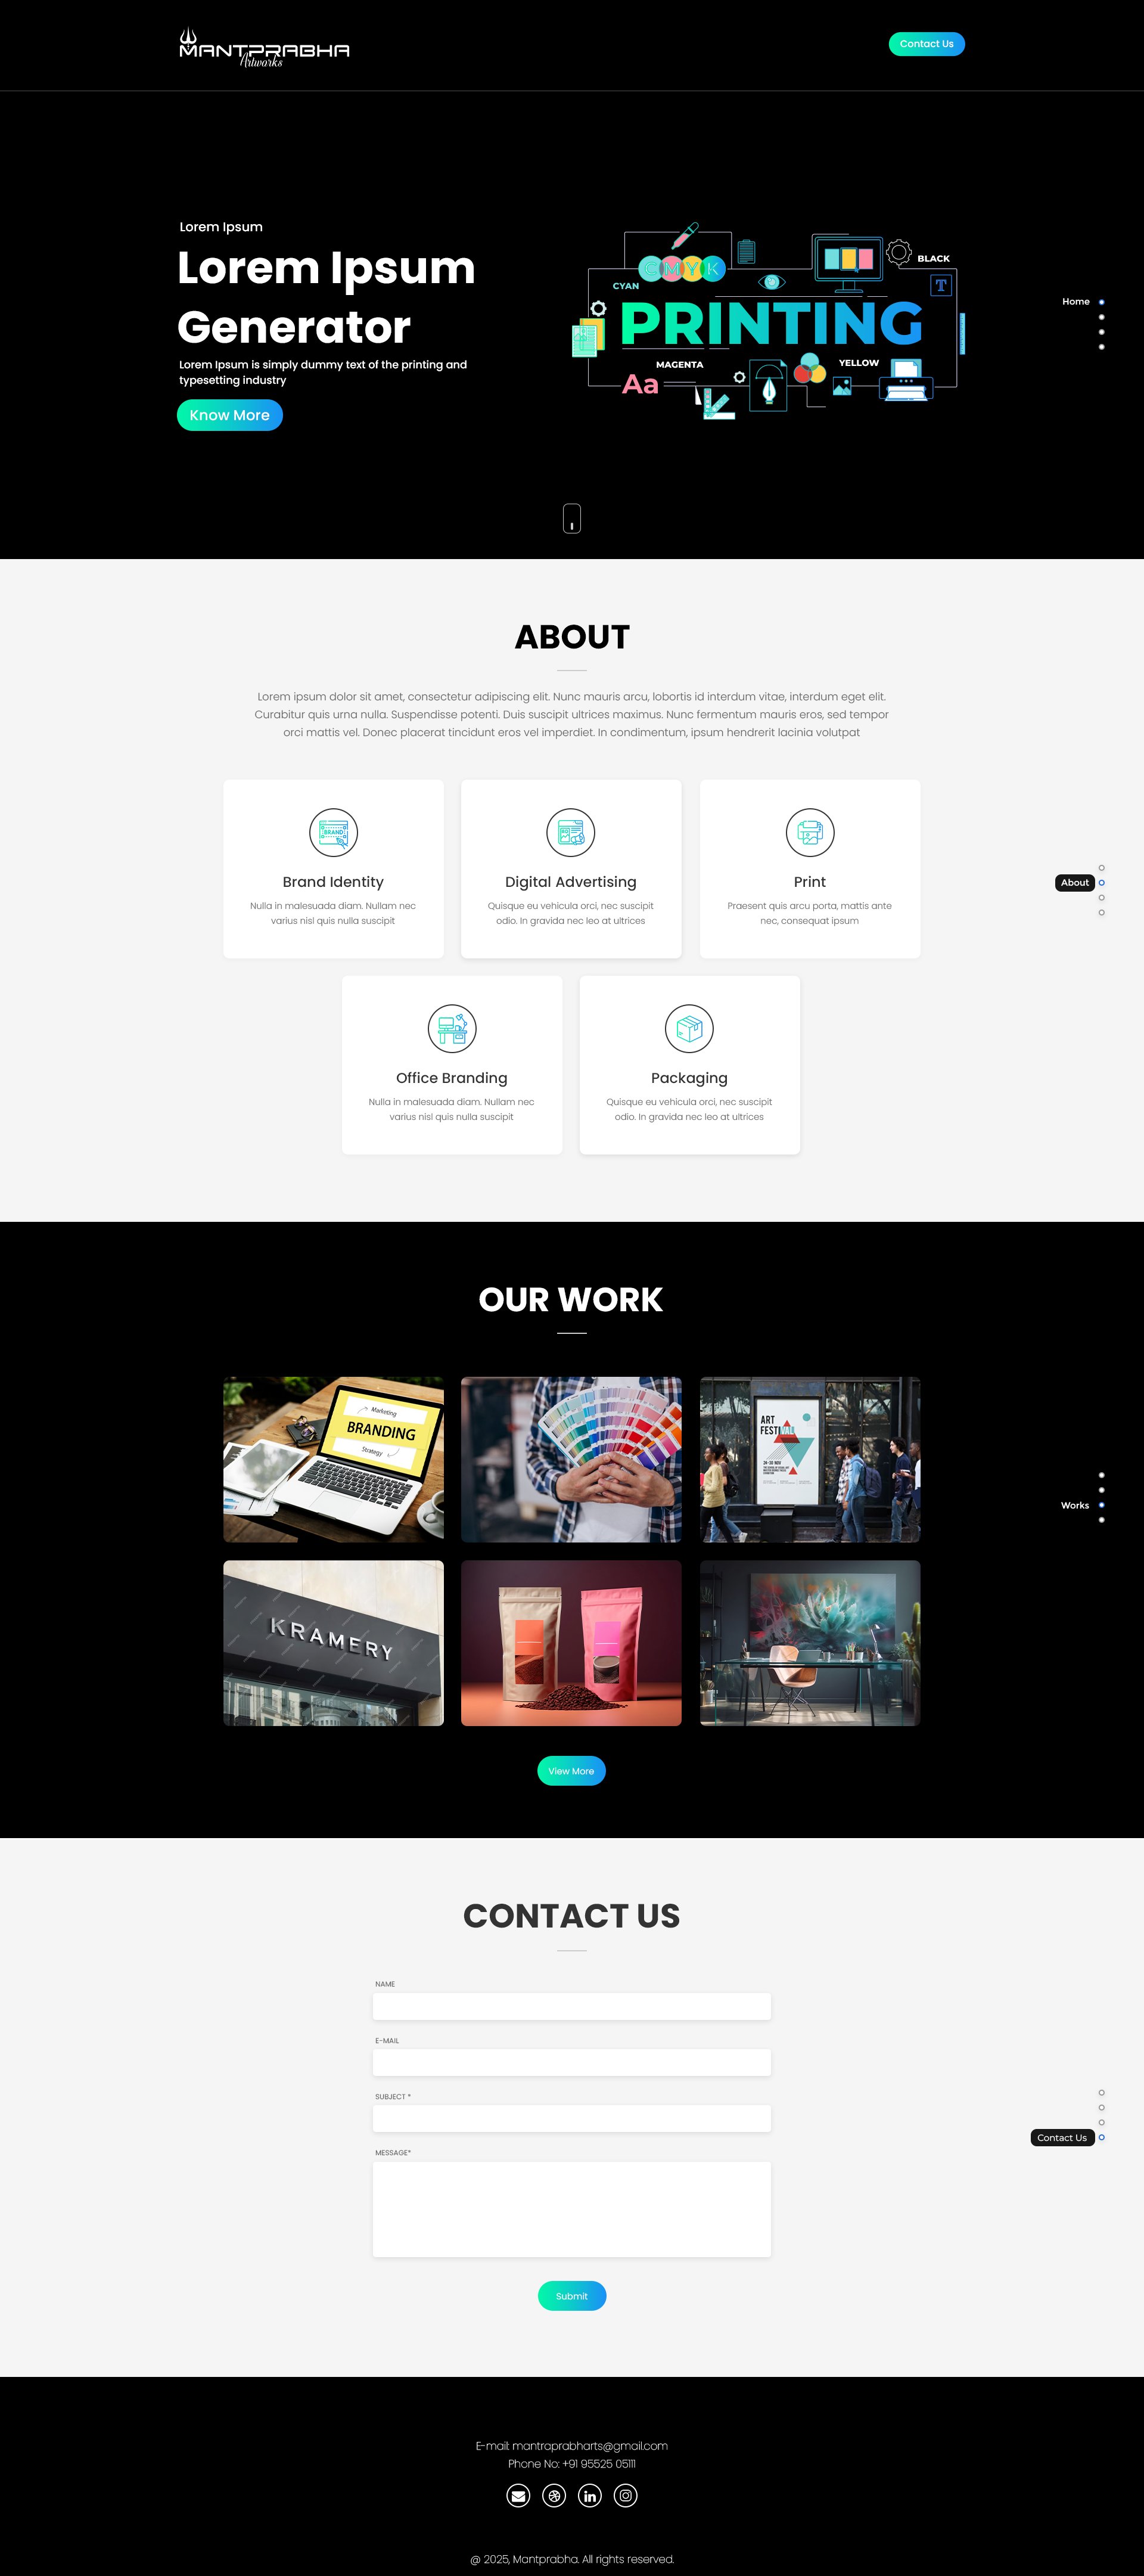 MANTPRABHA
Artworks
Contact Us
Lorem Ipsum
Lorem Ipsum
Generator
Lorem Ipsum is simply dummy text of the printing and
typesetting industry
Know More
CMYK
CYAN
BLACK
T
PRINTING
MAGENTA
YELLOW
Aa
Home
ABOUT
Lorem ipsum dolor sit amet, consectetur adipiscing elit. Nunc mauris arcu, lobortis id interdum vitae, interdum eget elit.
Curabitur quis urna nulla. Suspendisse potenti. Duis suscipit ultrices maximus. Nunc fermentum mauris eros, sed tempor
orci mattis vel. Donec placerat tincidunt eros vel imperdiet. In condimentum, ipsum hendrerit lacinia volutpat
BRAND
Brand Identity
Nulla in malesuada diam. Nullam nec
varius nisl quis nulla suscipit
Digital Advertising
Quisque eu vehicula orci, nec suscipit
odio. In gravida nec leo at ultrices
Print
Praesent quis arcu porta, mattis ante
nec, consequat ipsum
About
Office Branding
Nulla in malesuada diam. Nullam nec
varius nisl quis nulla suscipit
Packaging
Quisque eu vehicula orci, nec suscipit
odio. In gravida nec leo at ultrices
OUR WORK
Marketing
BRANDING
Strategy
ART
FESTIVAL
24-30 NOV
Works
KRAMERY
View More
CONTACT US
NAME
E-MAIL
SUBJECT *
MESSAGE*
Contact Us
Submit
E-mail: mantraprabharts@gmail.com
Phone No: +91 95525 05111
in
@ 2025, Mantprabha. All rights reserved.